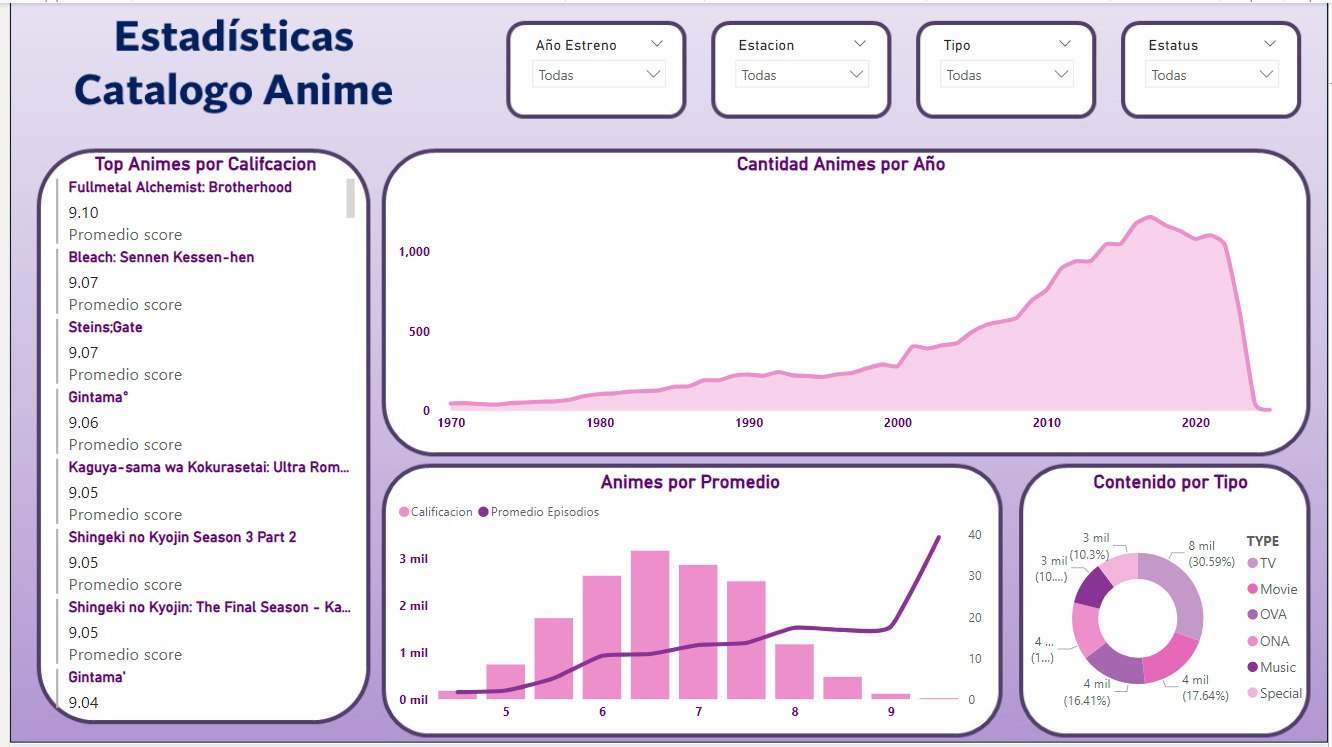 Estadísticas
Catalogo Anime
Año Estreno
Todas
Estacion
Todas
Tipo
Todas
Estatus
Todas
Top Animes por Califcacion
Fullmetal Alchemist: Brotherhood
9.10
Promedio score
Bleach: Sennen Kessen-hen
9.07
Promedio score
Steins;Gate
9.07
Promedio score
Gintama°
9.06
Promedio score
Kaguya-sama wa Kokurasetai: Ultra Rom...
9.05
Promedio score
Shingeki no Kyojin Season 3 Part 2
9.05
Promedio score
Shingeki no Kyojin: The Final Season - Ka...
9.05
Promedio score
Gintama'
9.04
Cantidad Animes por Año
1,000
500
0
1970 1980 1990 2000 2010 2020
Animes por Promedio
Calificacion Promedio Episodios
3 mil
2 mil
1 mil
0 mil
40
30
20
10
0
5 6 7 8 9
Contenido por Tipo
8 mil
(30.59%)
4 mil
(17.64%)
4 mil
(16.41%)
4 ...
(1...)
3 mil
(10....)
3 mil
(10.3%)
TYPE
TV
Movie
OVA
ONA
Music
Special